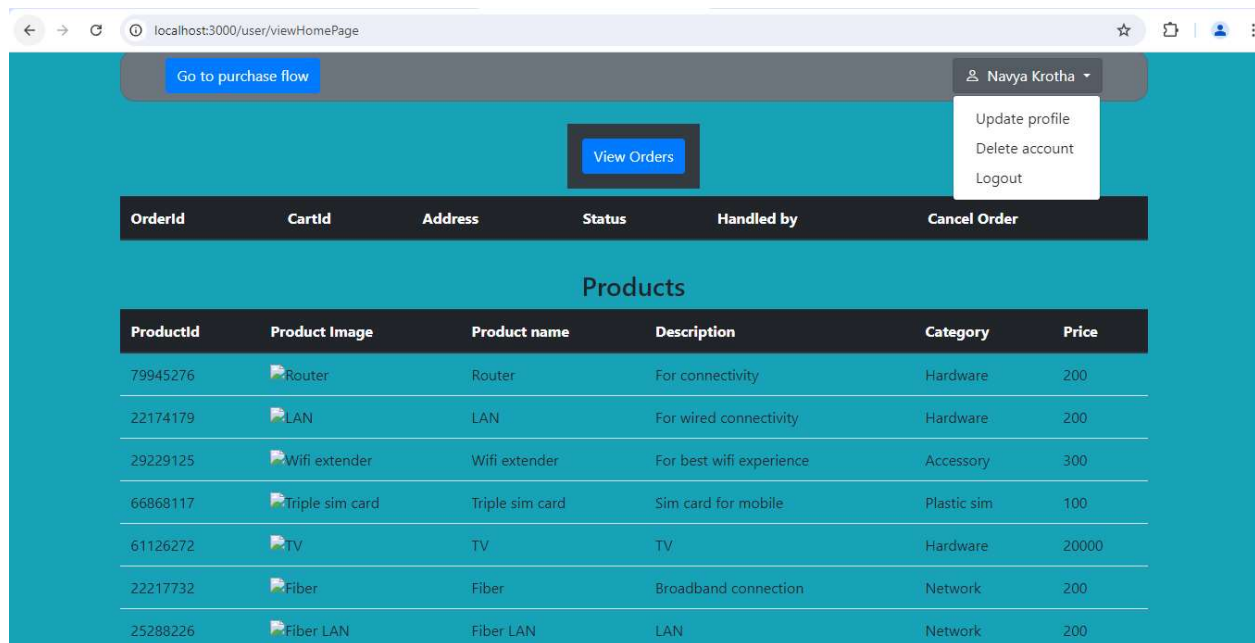 localhost:3000/user/viewHomePage
Go to purchase flow Navya Krotha
Update profile
Delete account
Logout
View Orders
OrderId CartId Address Status Handled by Cancel Order
Products
ProductId Product Image Product name Description Category Price
79945276 Router Router For connectivity Hardware 200
22174179 LAN LAN For wired connectivity Hardware 200
29229125 Wifi extender Wifi extender For best wifi experience Accessory 300
66868117 Triple sim card Triple sim card Sim card for mobile Plastic sim 100
61126272 TV TV TV Hardware 20000
22217732 Fiber Fiber Broadband connection Network 200
25288226 Fiber LAN Fiber LAN LAN Network 200